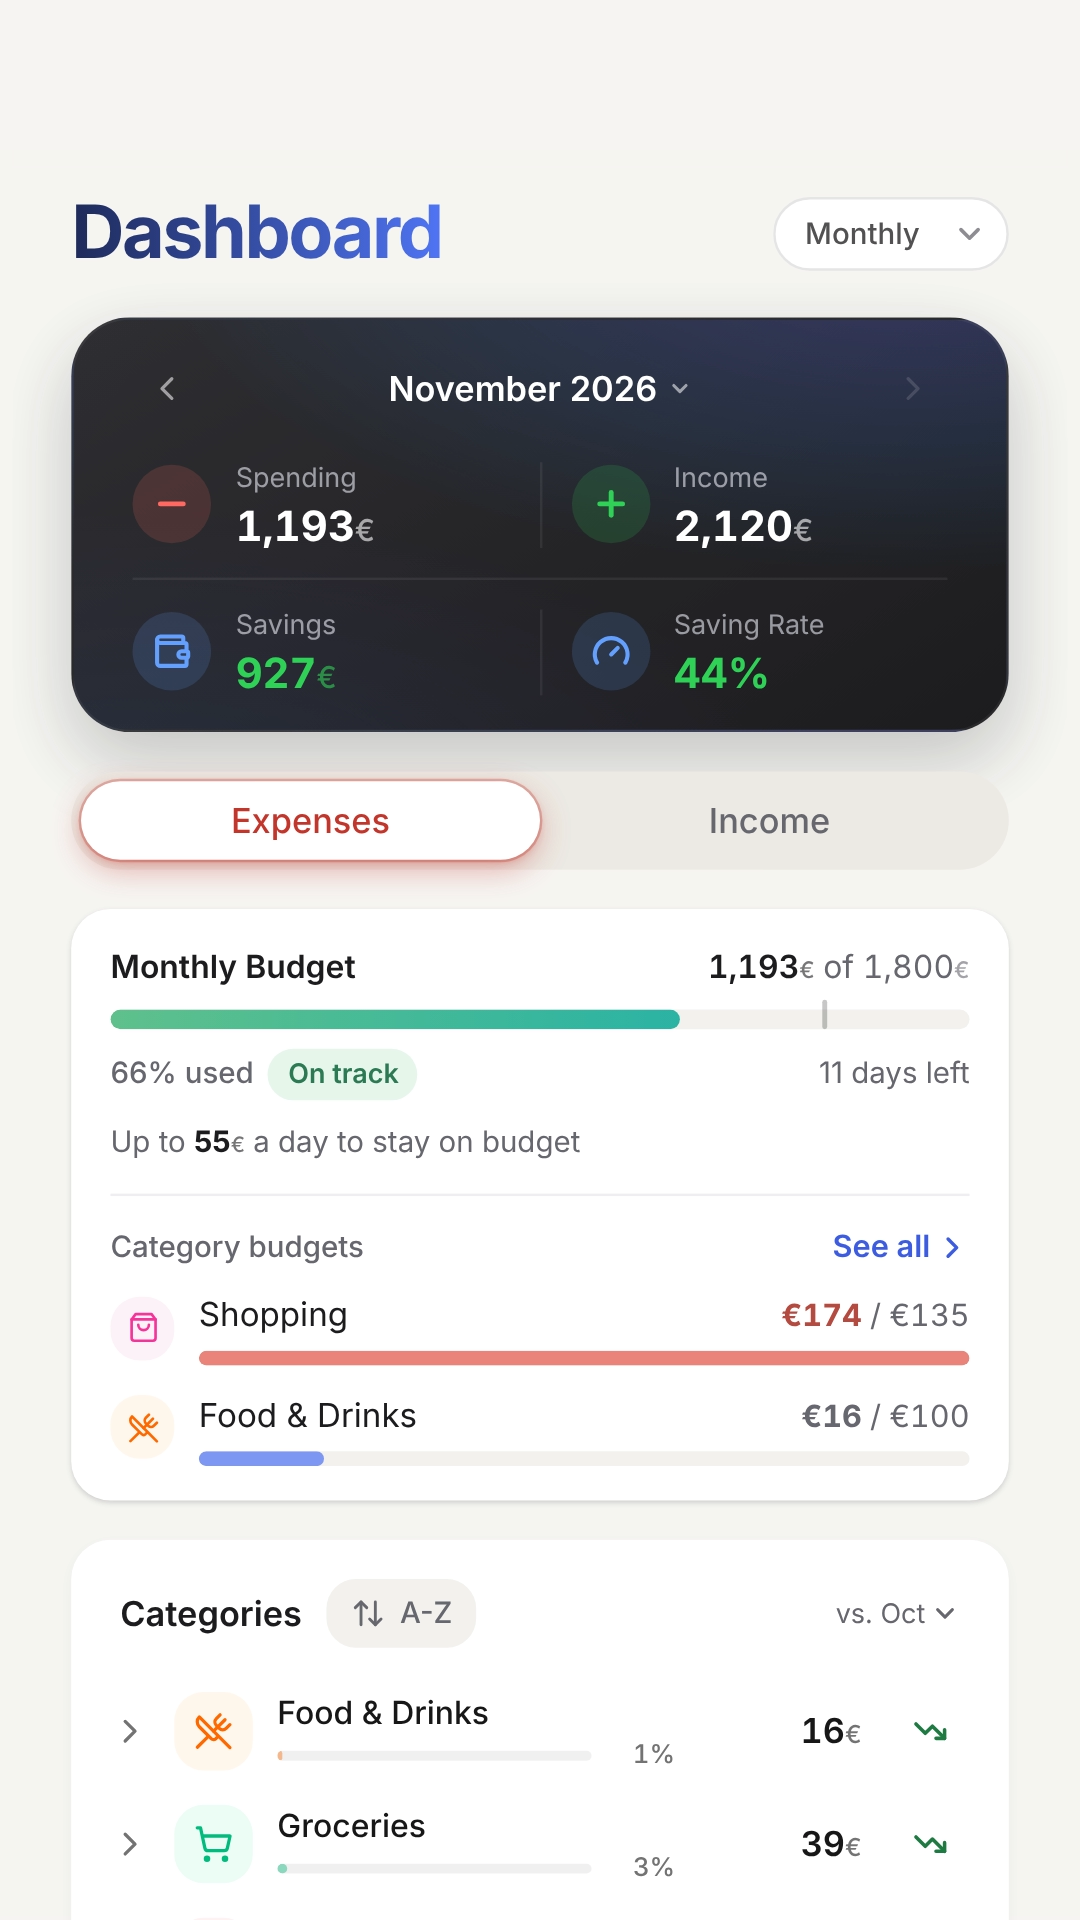 Dashboard
Monthly
November 2026
Spending
1,193€
Income
2,120€
Savings
927€
Saving Rate
44%
Expenses
Income
Monthly Budget
1,193€ of 1,800€
66% used
On track
11 days left
Up to 55€ a day to stay on budget
Category budgets
See all
Shopping
€174 / €135
Food & Drinks
€16 / €100
Categories
A-Z
vs. Oct
Food & Drinks
1%
16€
Groceries
3%
39€